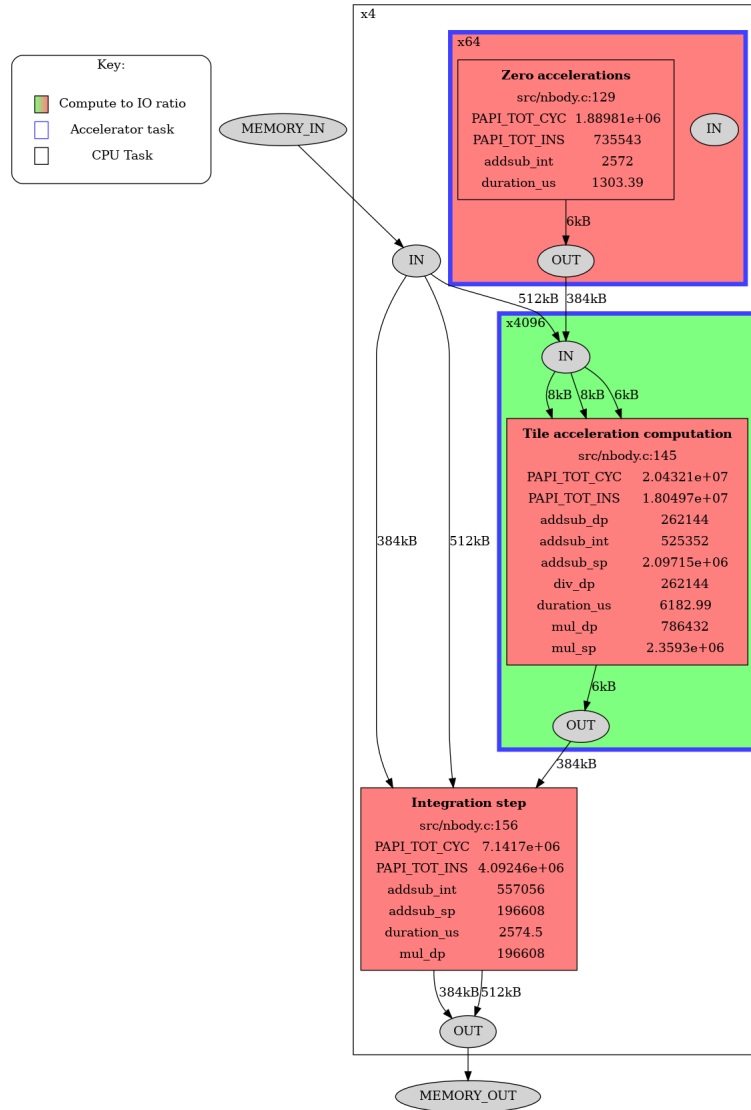 x4
x64
Key:
Compute to IO ratio
Accelerator task
CPU Task
MEMORY_IN
Zero accelerations
src/nbody.c:129
PAPI_TOT_CYC 1.88981e+06
PAPI_TOT_INS 735543
addsub_int 2572
duration_us 1303.39
IN
6kB
IN
OUT
512kB
384kB
x4096
IN
8kB
8kB
6kB
Tile acceleration computation
src/nbody.c:145
PAPI_TOT_CYC 2.04321e+07
PAPI_TOT_INS 1.80497e+07
addsub_dp 262144
addsub_int 525352
addsub_sp 2.09715e+06
div_dp 262144
duration_us 6182.99
mul_dp 786432
mul_sp 2.3593e+06
384kB
512kB
6kB
OUT
384kB
Integration step
src/nbody.c:156
PAPI_TOT_CYC 7.1417e+06
PAPI_TOT_INS 4.09246e+06
addsub_int 557056
addsub_sp 196608
duration_us 2574.5
mul_dp 196608
384kB
512kB
OUT
MEMORY_OUT